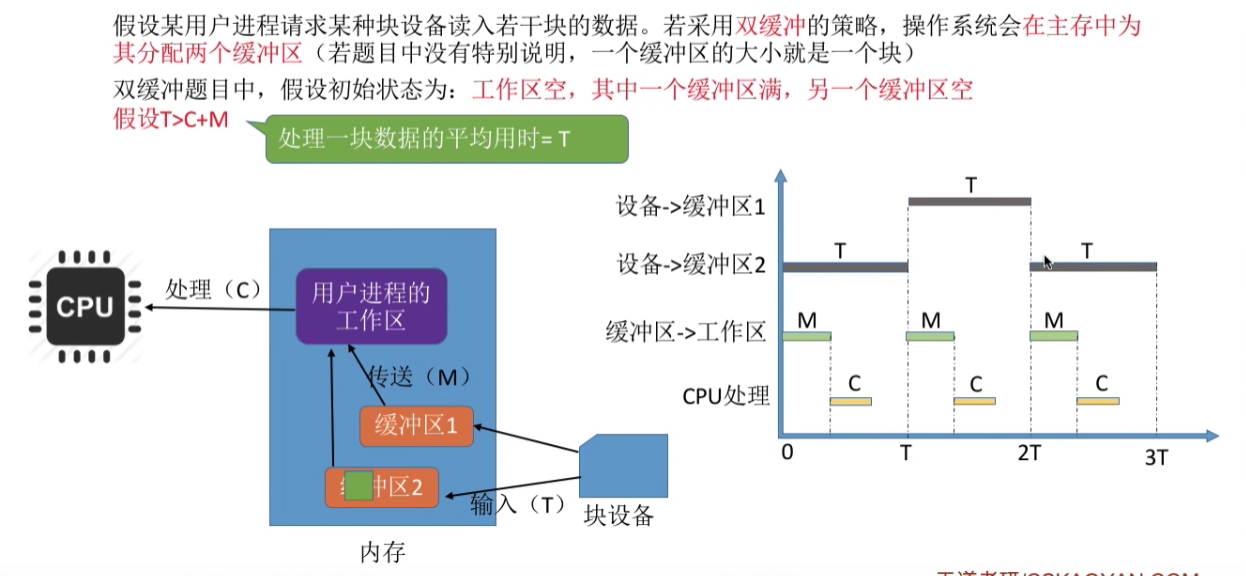 假设某用户进程请求某种块设备读入若干块的数据。若采用双缓冲的策略，操作系统会在主存中为
其分配两个缓冲区（若题目中没有特别说明，一个缓冲区的大小就是一个块）
双缓冲题目中，假设初始状态为：工作区空，其中一个缓冲区满，另一个缓冲区空
假设T>C+M
处理一块数据的平均用时= T
CPU
处理（C）
用户进程的
工作区
传送（M）
缓冲区1
冲区2
输入（T）
块设备
内存
设备->缓冲区1
T
设备->缓冲区2
T
T
缓冲区->工作区
M
M
M
CPU处理
C
C
C
0
T
2T
3T